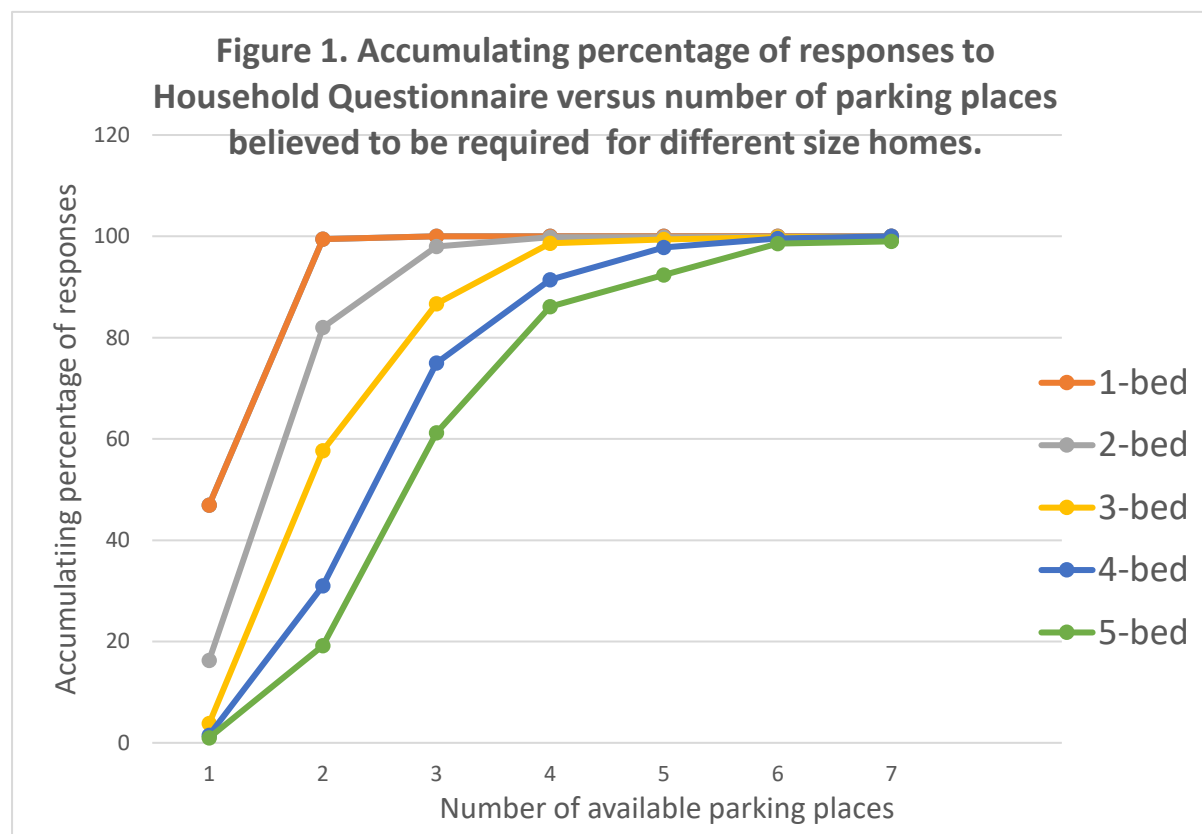 Figure 1. Accumulating percentage of responses to
Household Questionnaire versus number of parking places
believed to be required for different size homes.
Accumulatiing percentage of responses
120
100
80
60
40
20
0
1 2 3 4 5 6 7
Number of available parking places
1-bed
2-bed
3-bed
4-bed
5-bed